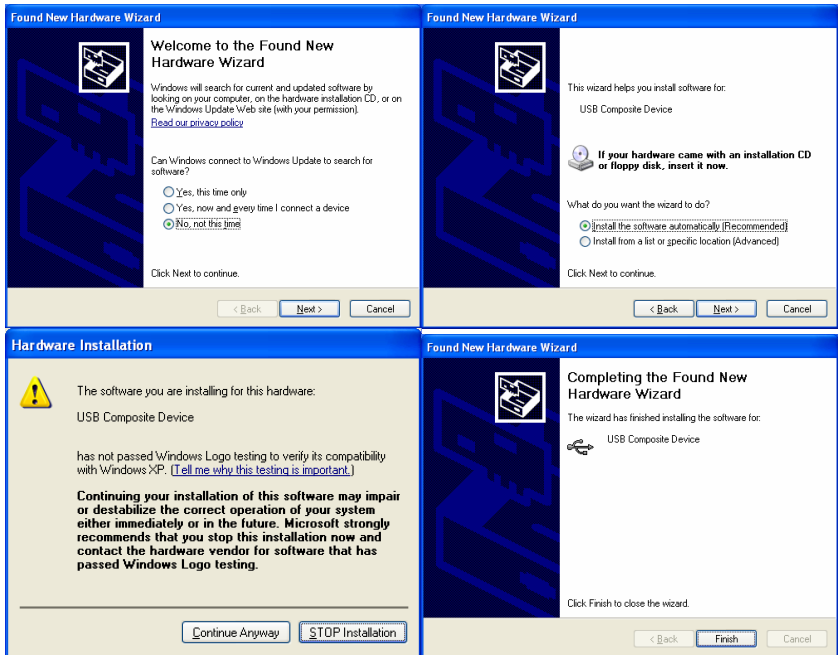 Found New Hardware Wizard
Welcome to the Found New
Hardware Wizard
Windows will search for current and updated software by
looking on your computer, on the hardware installation CD, or on
the Windows Update Web site (with your permission).
Read our privacy policy
Can Windows connect to Windows Update to search for
software?
Yes, this time only
Yes, now and every time I connect a device
No, not this time
Click Next to continue.
< Back
Next >
Cancel
Found New Hardware Wizard
This wizard helps you install software for:
USB Composite Device
If your hardware came with an installation CD
or floppy disk, insert it now.
What do you want the wizard to do?
Install the software automatically (Recommended)
Install from a list or specific location (Advanced)
Click Next to continue.
< Back
Next >
Cancel
Hardware Installation
The software you are installing for this hardware:
USB Composite Device
has not passed Windows Logo testing to verify its compatibility
with Windows XP. (Tell me why this testing is important.)
Continuing your installation of this software may impair
or destabilize the correct operation of your system
either immediately or in the future. Microsoft strongly
recommends that you stop this installation now and
contact the hardware vendor for software that has
passed Windows Logo testing.
Continue Anyway
STOP Installation
Found New Hardware Wizard
Completing the Found New
Hardware Wizard
The wizard has finished installing the software for:
USB Composite Device
Click Finish to close the wizard.
< Back
Finish
Cancel